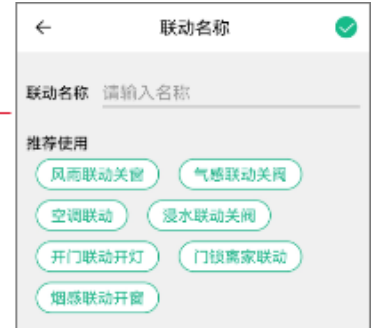 联动名称
联动名称 请输入名称
推荐使用
风雨联动关窗 气感联动关阀
空调联动 浸水联动关阀
开门联动开灯 门锁离家联动
烟感联动开窗